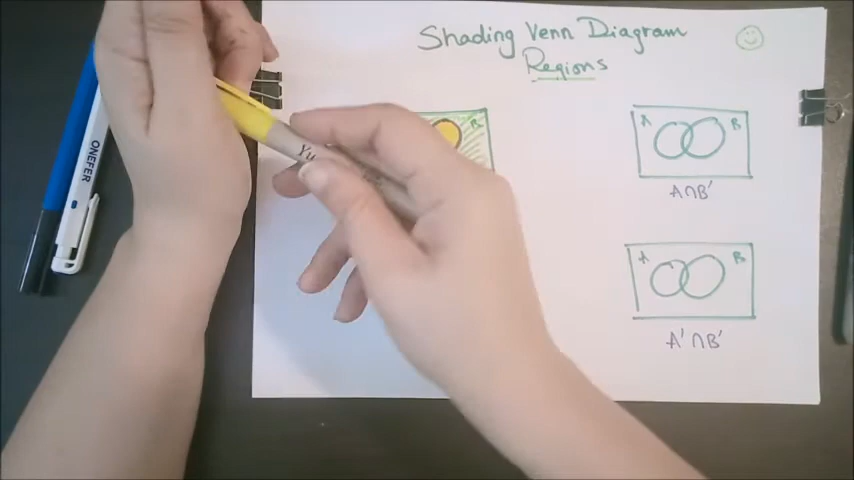 Shading Venn Diagram
Regions
B
A
B
A∩B'
A
B
A'∩B'
ONEFER